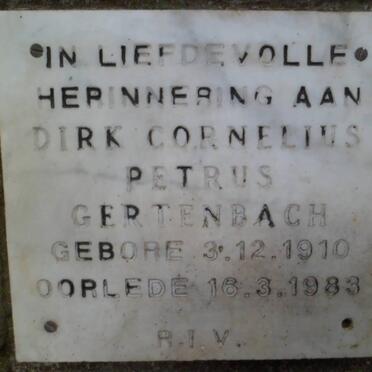 IN LIEFDEVOLLE
HERINNERING AAN
DIRK CORNELIUS
PETRUS
GERTENBACH
GEBORE 3.12.1910
OORLEDE 16.3.1983
R.I.V.